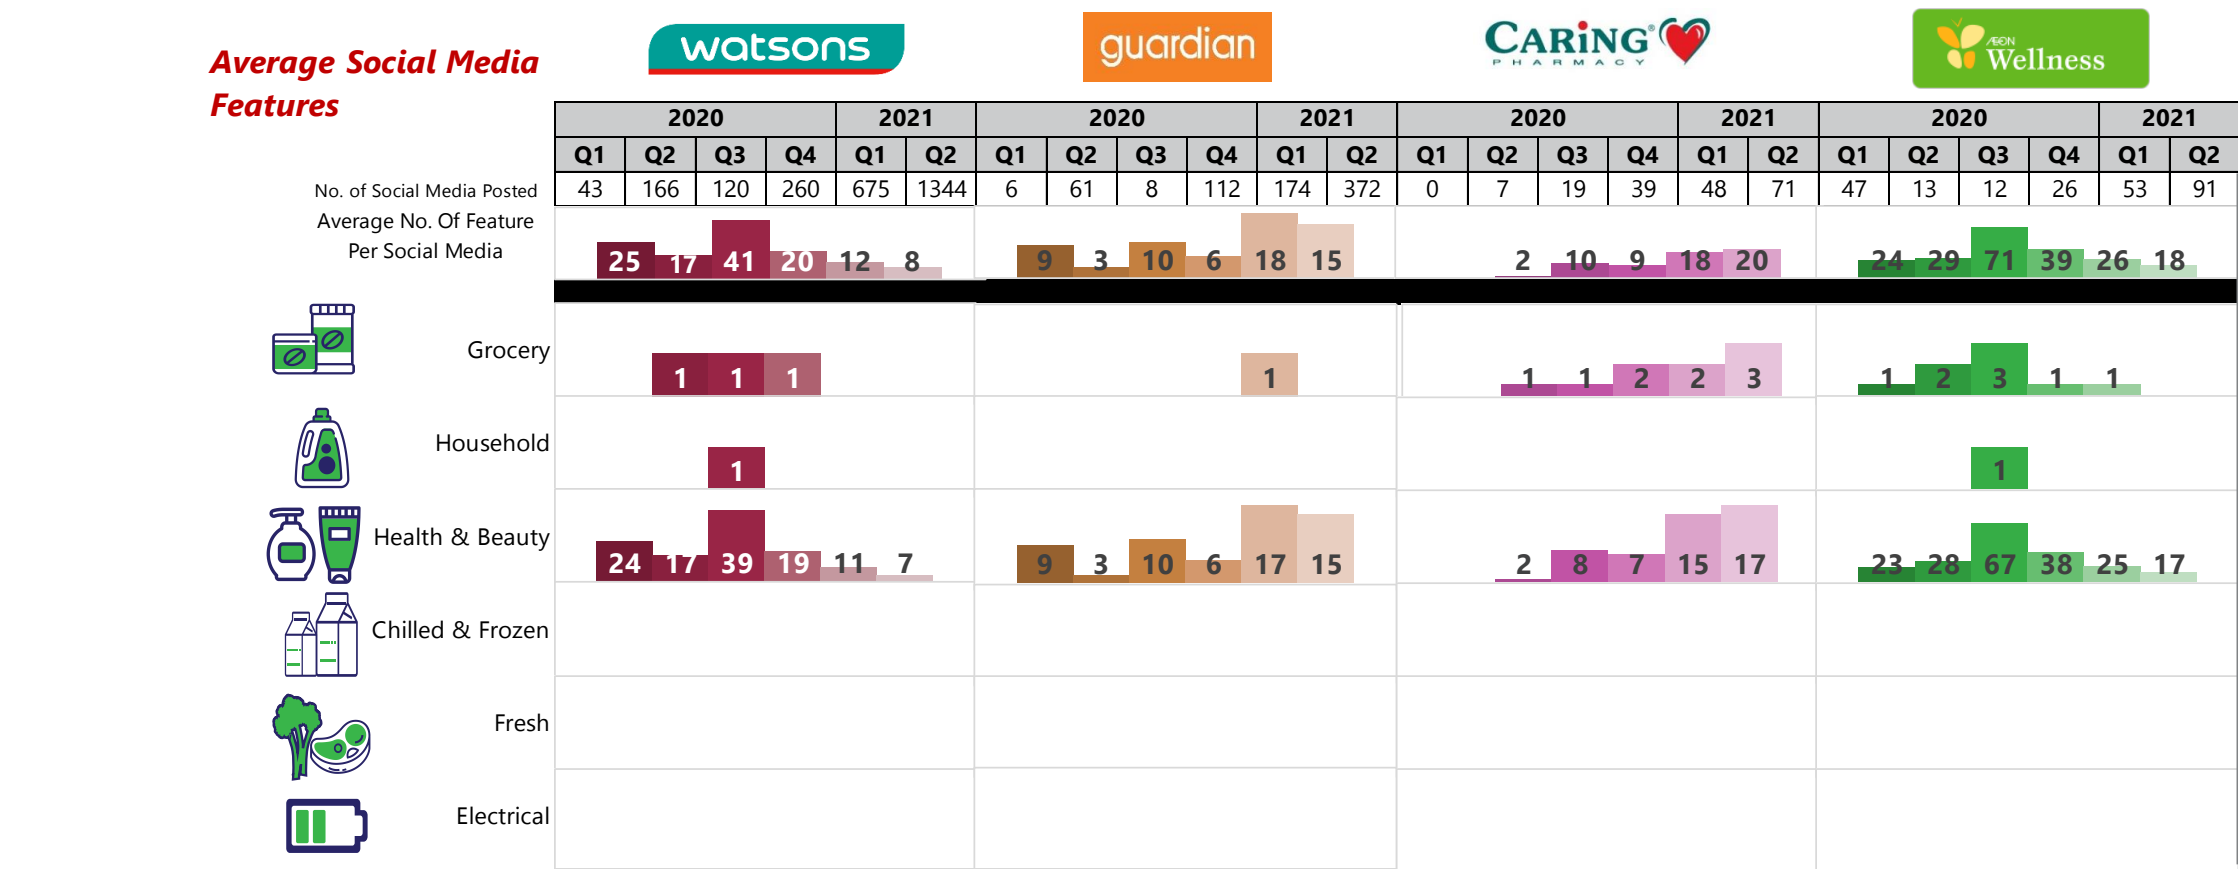 watsons
guardian
CARiNG®
PHARMACY
ÆON
Wellness
Average Social Media
Features
2020 2021 2020 2021 2020 2021 2020 2021
Q1 Q2 Q3 Q4 Q1 Q2 Q1 Q2 Q3 Q4 Q1 Q2 Q1 Q2 Q3 Q4 Q1 Q2 Q1 Q2 Q3 Q4 Q1 Q2
No. of Social Media Posted 43 166 120 260 675 1344 6 61 8 112 174 372 0 7 19 39 48 71 47 13 12 26 53 91
Average No. Of Feature
Per Social Media 25 17 41 20 12 8 9 3 10 6 18 15 2 10 9 18 20 24 29 71 39 26 18
Grocery 1 1 1 1 1 1 2 2 3 1 2 3 1 1
Household 1 1
Health & Beauty 24 17 39 19 11 7 9 3 10 6 17 15 2 8 7 15 17 23 28 67 38 25 17
Chilled & Frozen
Fresh
Electrical